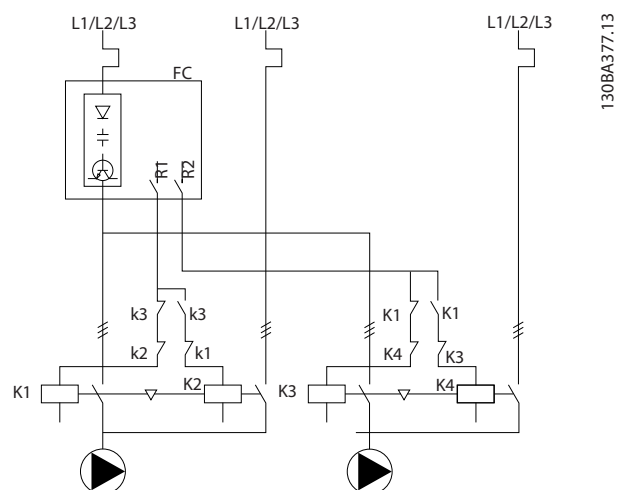 L1/L2/L3
L1/L2/L3
L1/L2/L3
130BA377.13
FC
R1
R2
k3
k3
K1
K1
k2
k1
K4
K3
K1
K2
K3
K4